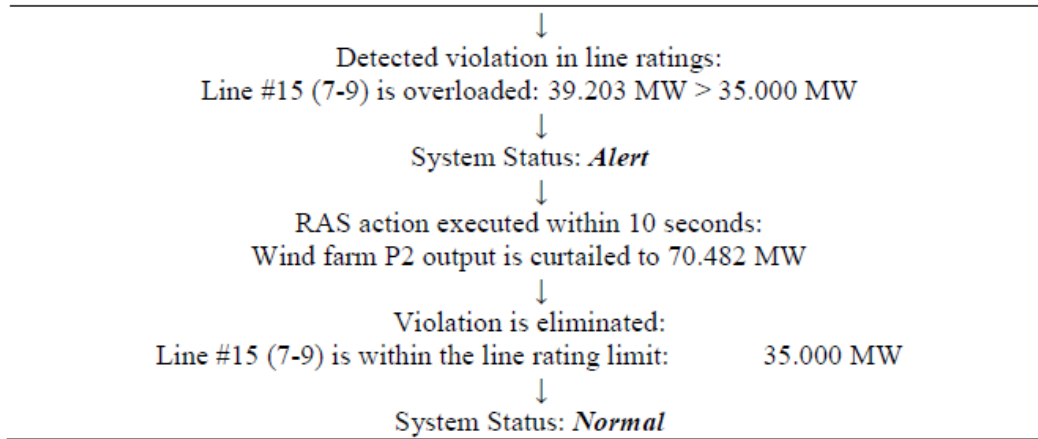 ↓
Detected violation in line ratings:
Line #15 (7-9) is overloaded: 39.203 MW > 35.000 MW
↓
System Status: Alert
↓
RAS action executed within 10 seconds:
Wind farm P2 output is curtailed to 70.482 MW
↓
Violation is eliminated:
Line #15 (7-9) is within the line rating limit: 35.000 MW
↓
System Status: Normal